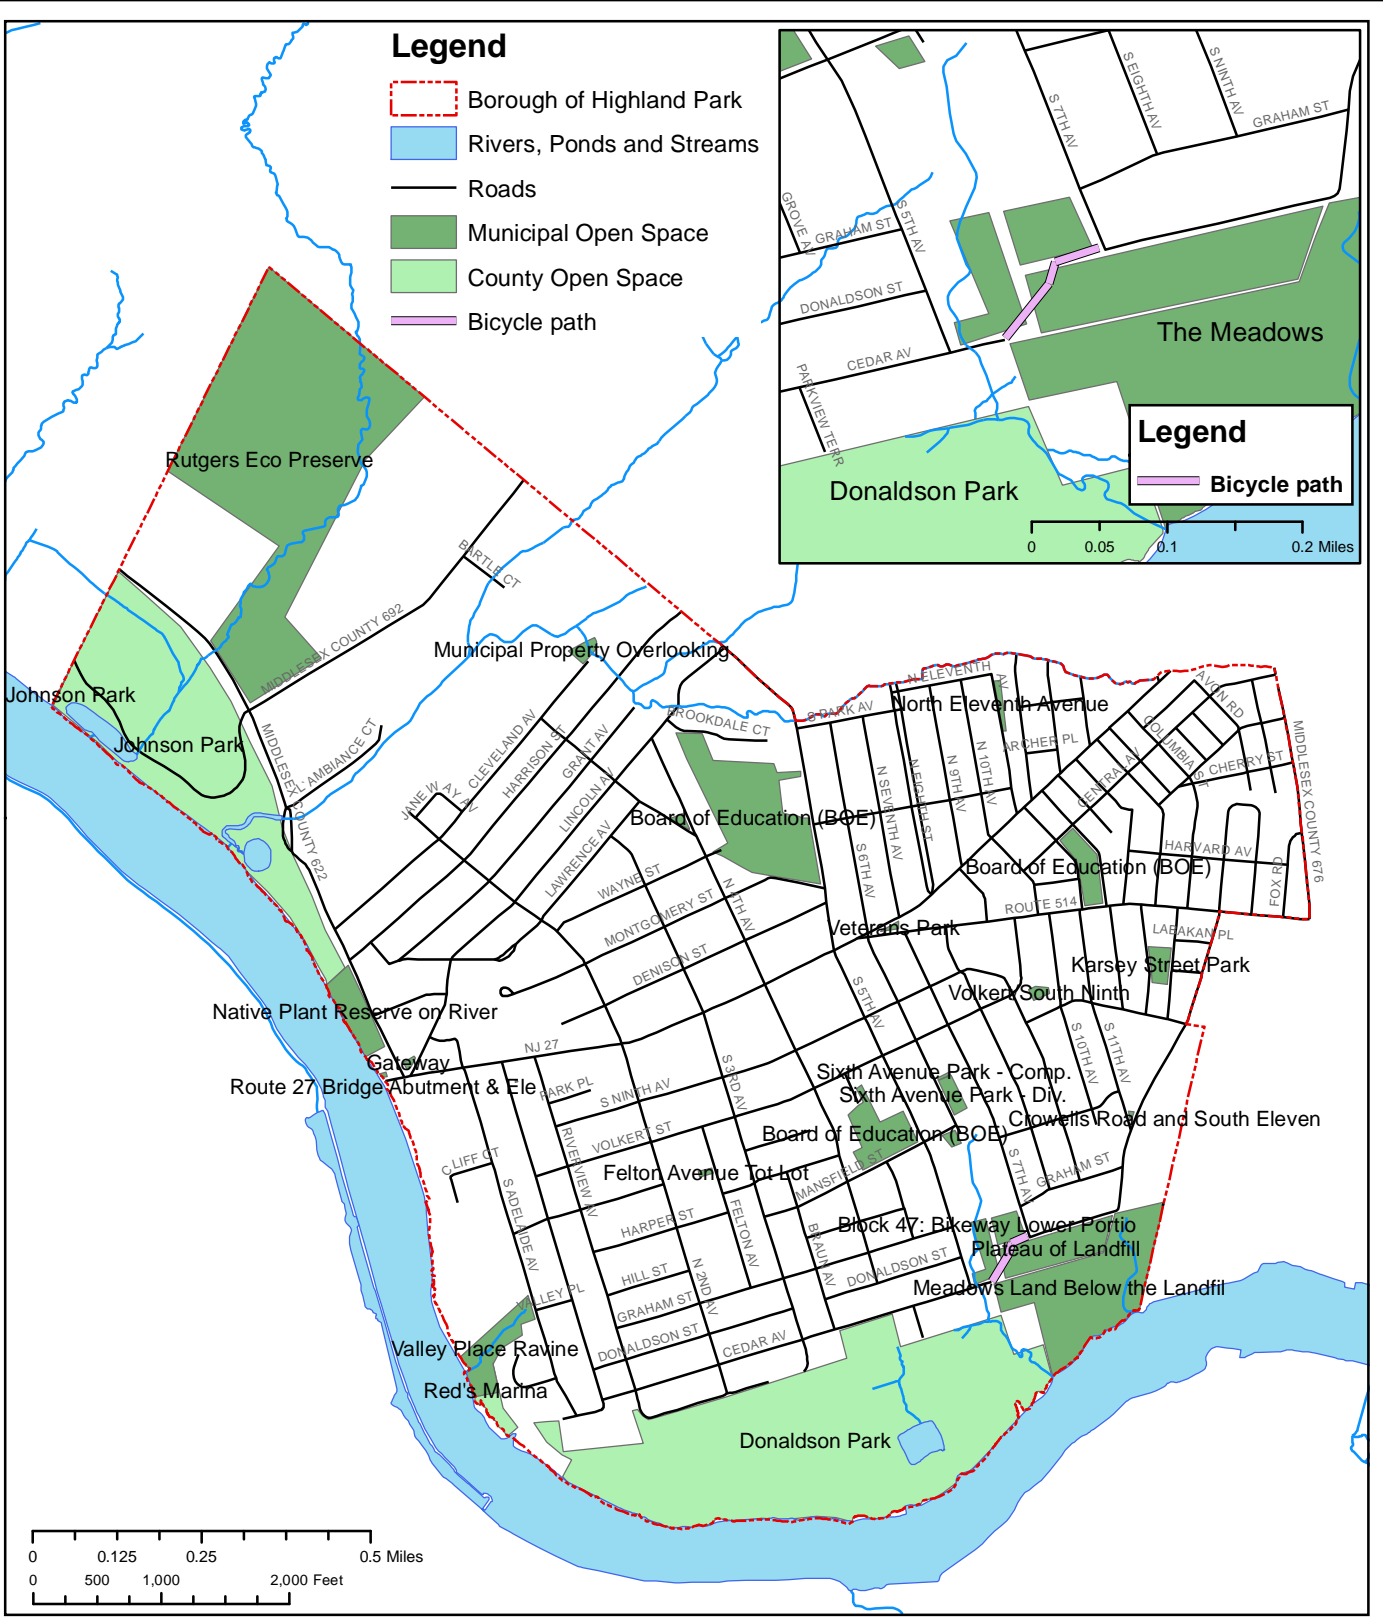 Legend
Borough of Highland Park
Rivers, Ponds and Streams
Roads
Municipal Open Space
County Open Space
Bicycle path
S 7TH AV
S EIGHTH AV
S NINTH AV
GRAHAM ST
GROVE AV
GRAHAM ST
S 5TH AV
DONALDSON ST
CEDAR AV
PARKVIEW TERR
The Meadows
Donaldson Park
Legend
Bicycle path
0 0.05 0.1 0.2 Miles
Rutgers Eco Preserve
BARTLE CT
MIDDLESEX COUNTY 692
Municipal Property Overlooking
Johnson Park
Johnson Park
MIDDLESEX COUNTY 622
L'AMBIANCE CT
JANE WAY AV
CLEVELAND AV
HARRISON ST
GRANT AV
LINCOLN AV
LAWRENCE AV
BROOKDALE CT
S PARK AV
N ELEVENTH AV
North Eleventh Avenue
AVON RD
COLUMBIA ST
CENTRAL AV
ARCHER PL
CHERRY ST
MIDDLESEX COUNTY 676
N SEVENTH AV
N EIGHTH ST
N 9TH AV
N 10TH AV
Board of Education (BOE)
S 6TH AV
Board of Education (BOE)
HARVARD AV
FOX RD
WAYNE ST
MONTGOMERY ST
N 4TH AV
DENISON ST
ROUTE 514
Veterans Park
LABAKAN PL
Karsey Street Park
Volkert/South Ninth
S 5TH AV
Native Plant Reserve on River
Gateway
Route 27 Bridge Abutment & Ele
NJ 27
PARK PL
S NINTH AV
S 3RD AV
S 10TH AV
S 11TH AV
Sixth Avenue Park - Comp.
Sixth Avenue Park - Div.
Crowells Road and South Eleven
Board of Education (BOE)
VOLKERT ST
RIVERVIEW AV
CLIFF CT
Felton Avenue Tot Lot
MANSFIELD ST
S 7TH AV
GRAHAM ST
S ADELAIDE AV
HARPER ST
FELTON AV
BRAUN AV
Block 47: Bikeway Lower Portio
Plateau of Landfill
DONALDSON ST
Meadows Land Below the Landfil
HILL ST
N 2ND AV
VALLEY PL
GRAHAM ST
DONALDSON ST
CEDAR AV
Valley Place Ravine
Red's Marina
Donaldson Park
0 0.125 0.25 0.5 Miles
0 500 1,000 2,000 Feet